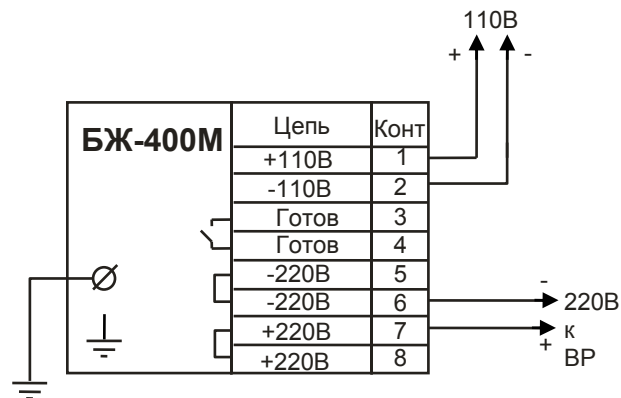 110В
+ -
БЖ-400М
Цепь Конт
+110В 1
-110В 2
Готов 3
Готов 4
-220В 5
-220В 6
+220В 7
+220В 8
-
220В
+ к
ВР